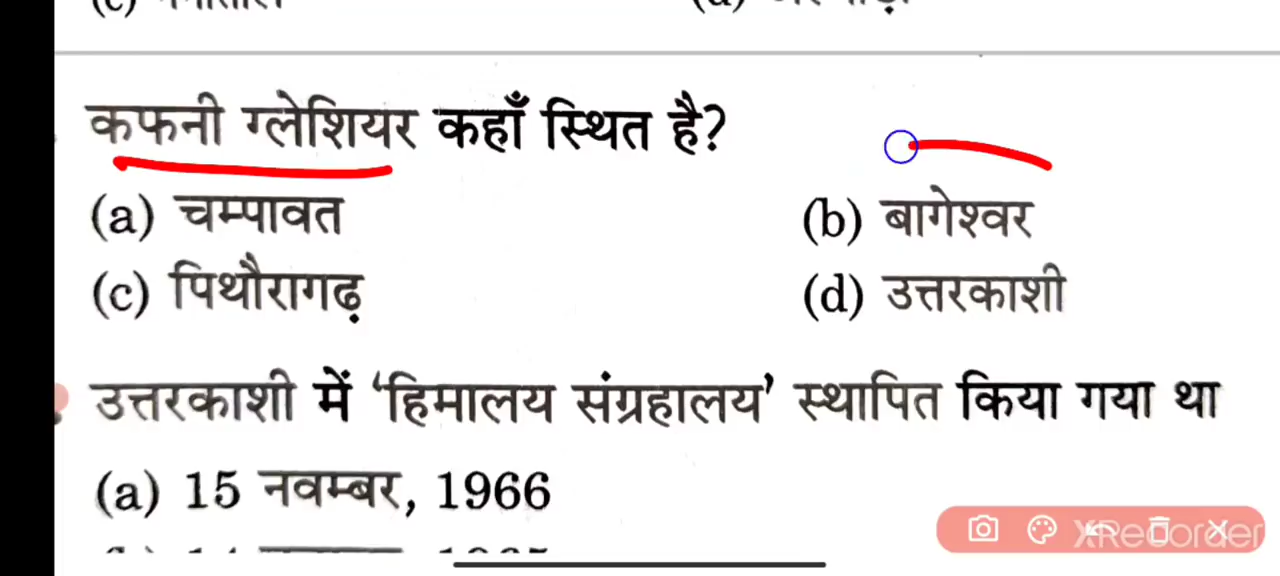 कफनी ग्लेशियर कहाँ स्थित है?
(a) चम्पावत
(b) बागेश्वर
(c) पिथौरागढ़
(d) उत्तरकाशी
उत्तरकाशी में 'हिमालय संग्रहालय' स्थापित किया गया था
(a) 15 नवम्बर, 1966
XRecorder